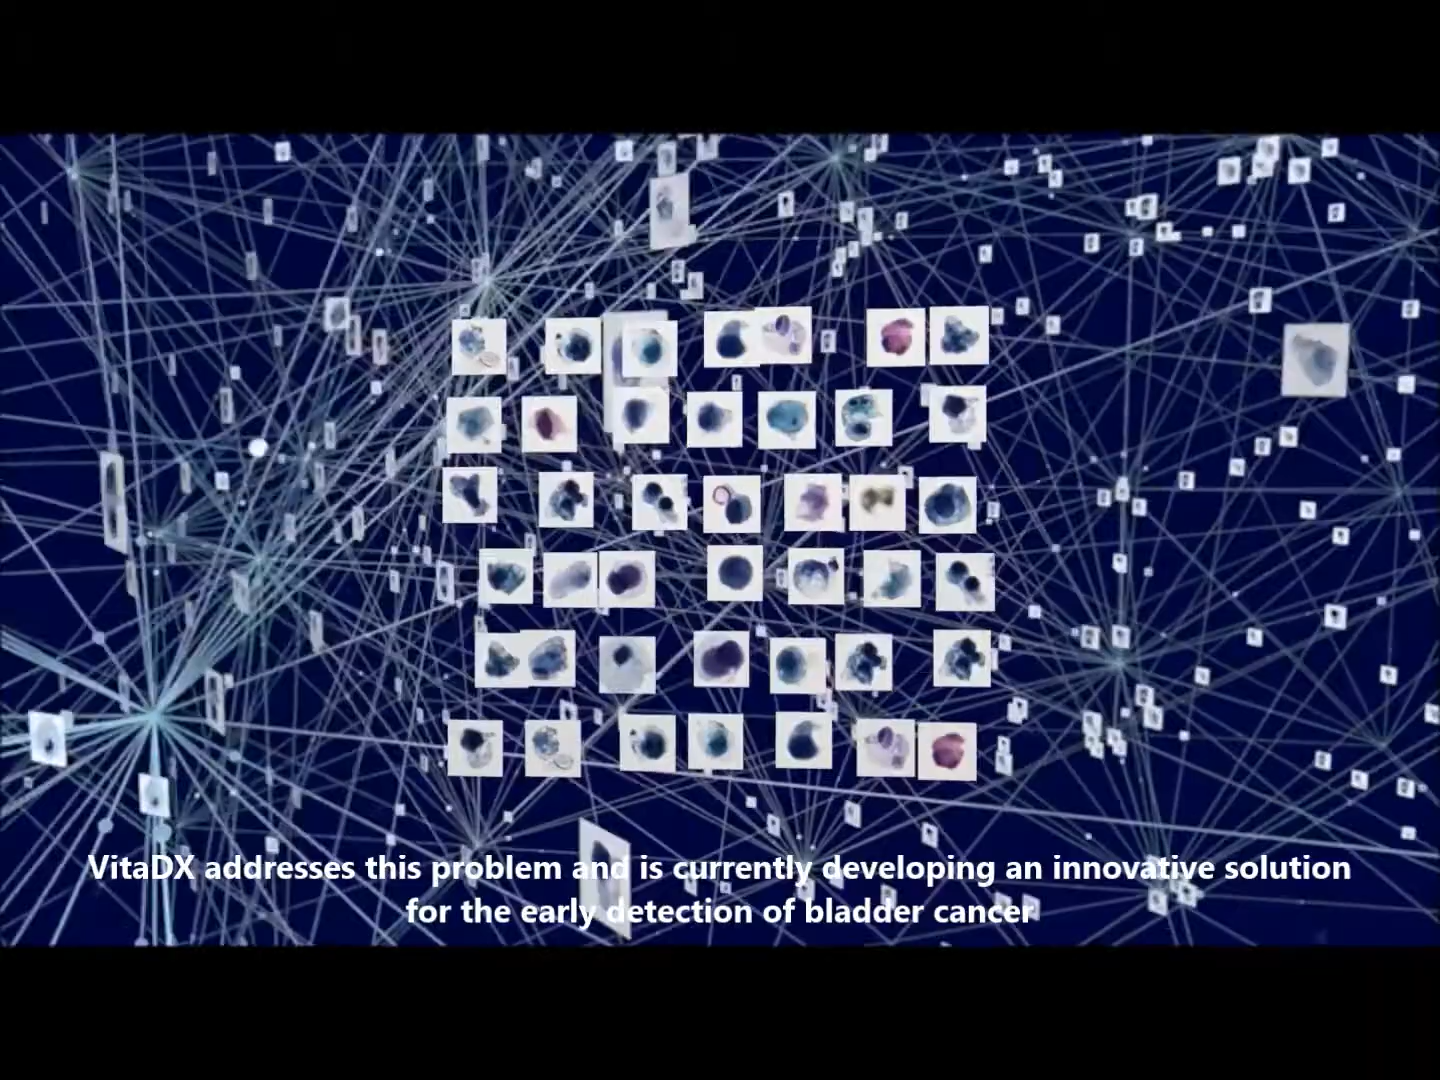 VitaDX addresses this problem and is currently developing an innovative solution
for the early detection of bladder cancer